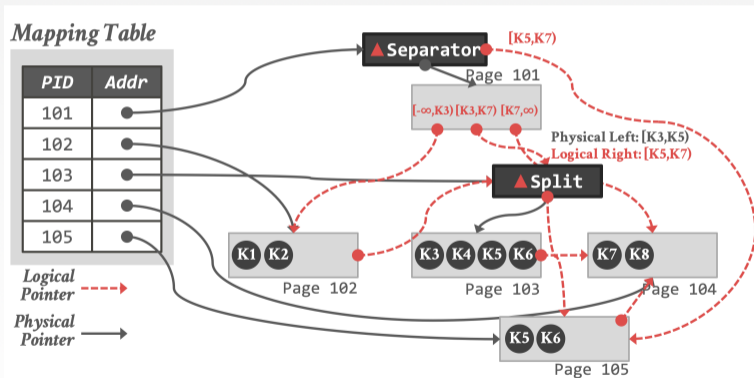 Mapping Table
PID Addr
101
102
103
104
105
Logical
Pointer
Physical
Pointer
▲Separator
[K5,K7)
Page 101
[-∞,K3) [K3,K7) [K7,∞)
Physical Left: [K3,K5)
Logical Right: [K5,K7)
▲Split
K1 K2
Page 102
K3 K4 K5 K6
Page 103
K7 K8
Page 104
K5 K6
Page 105